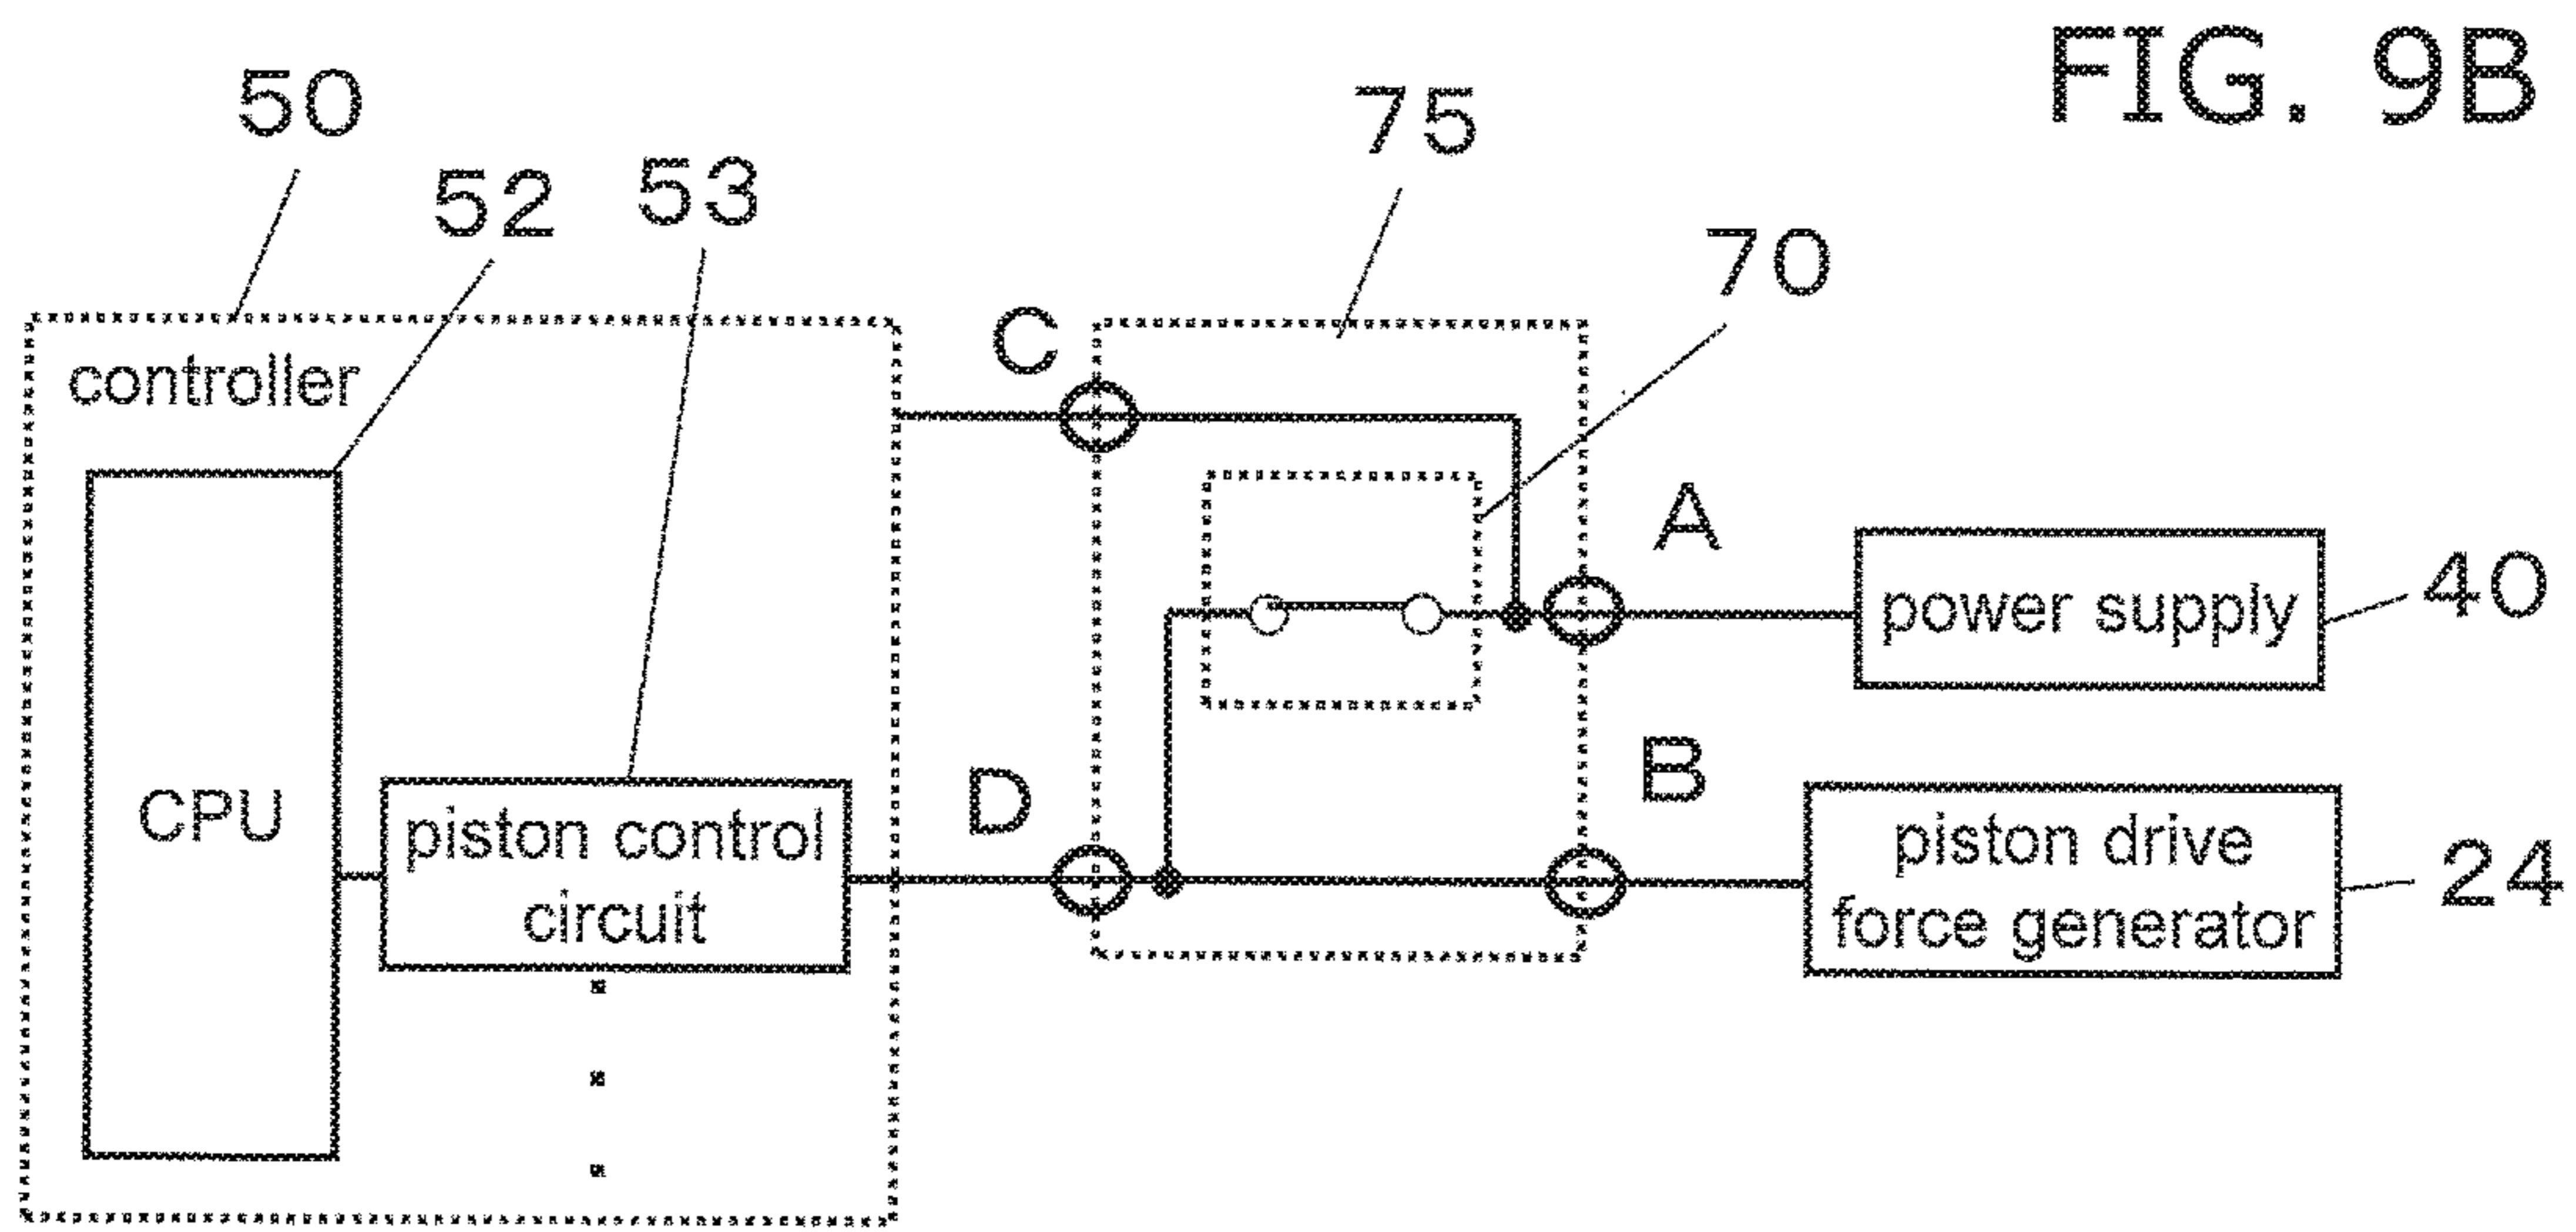 FIG. 9B
50
52
53
75
70
controller
C
A
power supply
40
CPU
piston control
circuit
D
B
piston drive
force generator
24